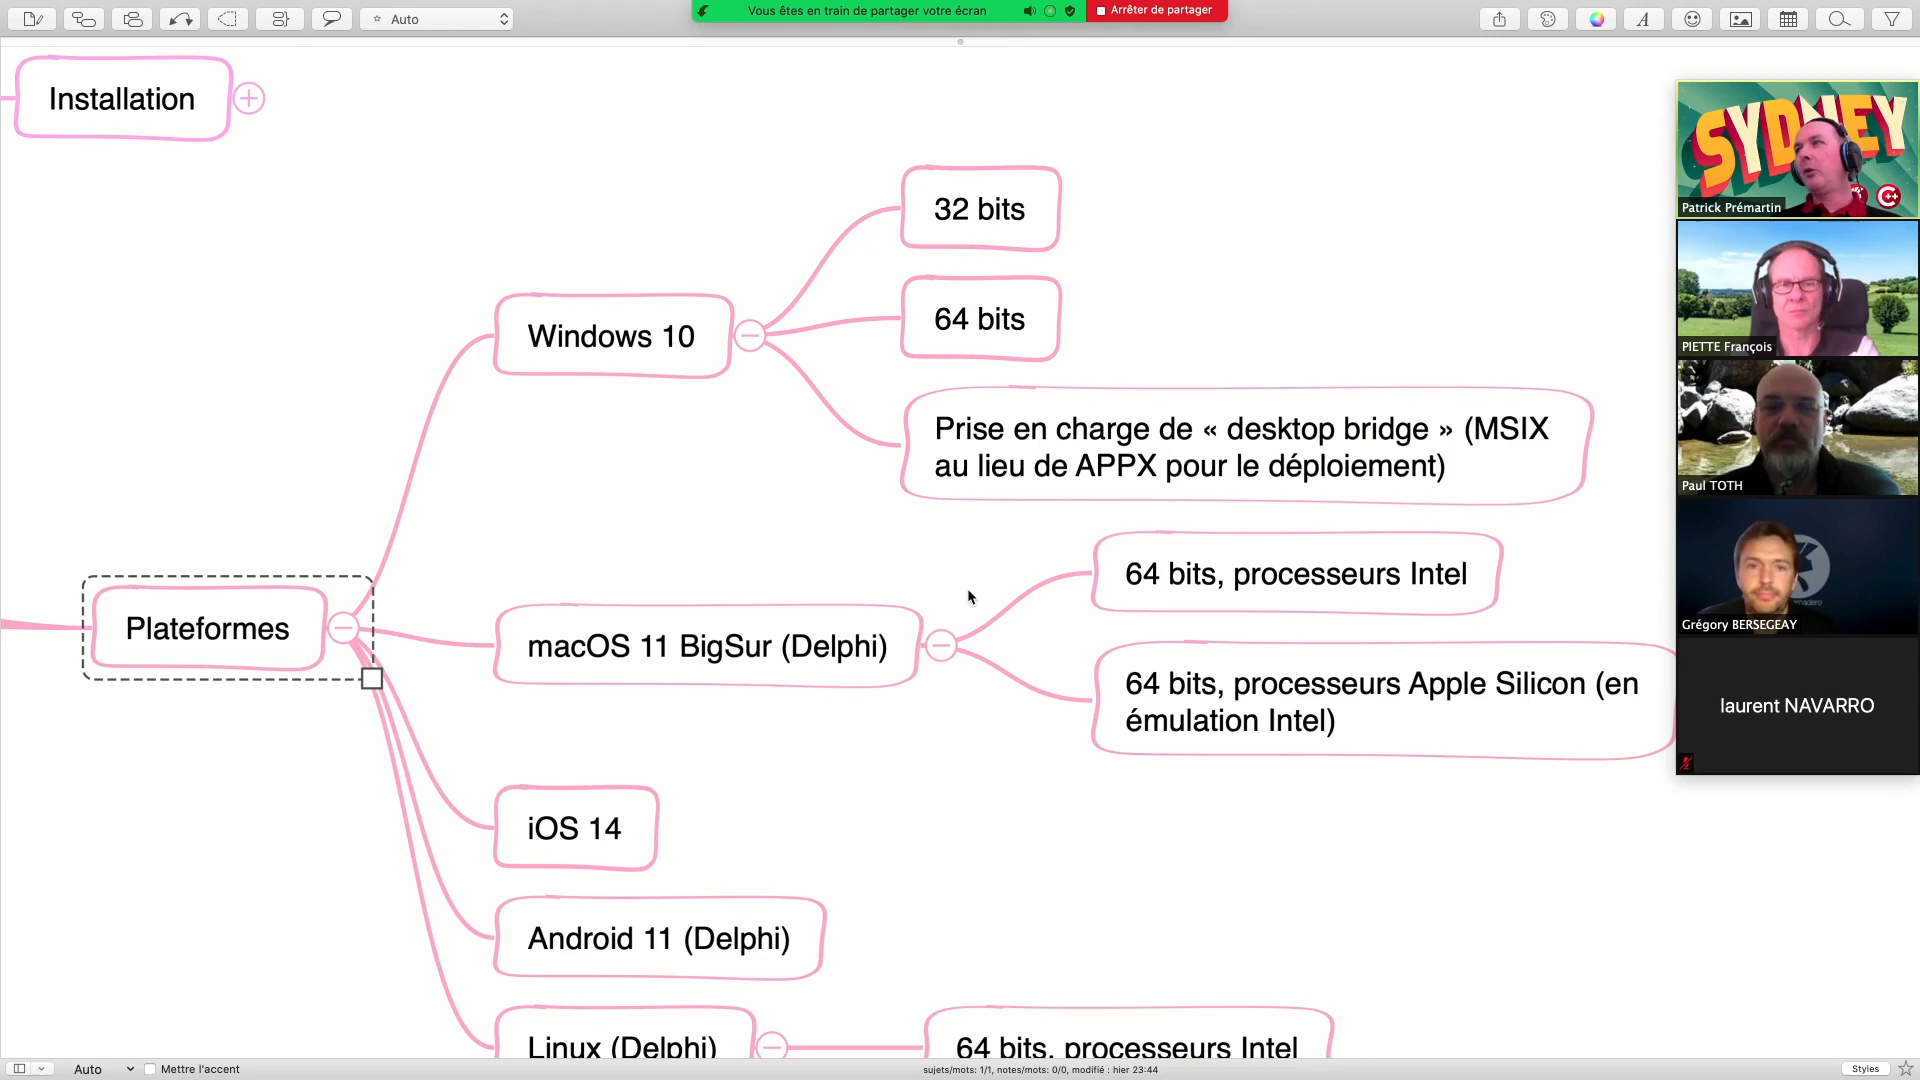 Auto
Vous êtes en train de partager votre écran
Arrêter de partager
Installation
32 bits
64 bits
Windows 10
Prise en charge de « desktop bridge » (MSIX
au lieu de APPX pour le déploiement)
64 bits, processeurs Intel
Plateformes
macOS 11 BigSur (Delphi)
64 bits, processeurs Apple Silicon (en
émulation Intel)
iOS 14
Android 11 (Delphi)
Linux (Delphi)
64 bits, processeurs Intel
SYDNEY
Patrick Prémartin
PIETTE François
Paul TOTH
Grégory BERSEGEAY
laurent NAVARRO
Auto
Mettre l'accent
sujets/mots: 1/1, notes/mots: 0/0, modifié : hier 23:44
Styles